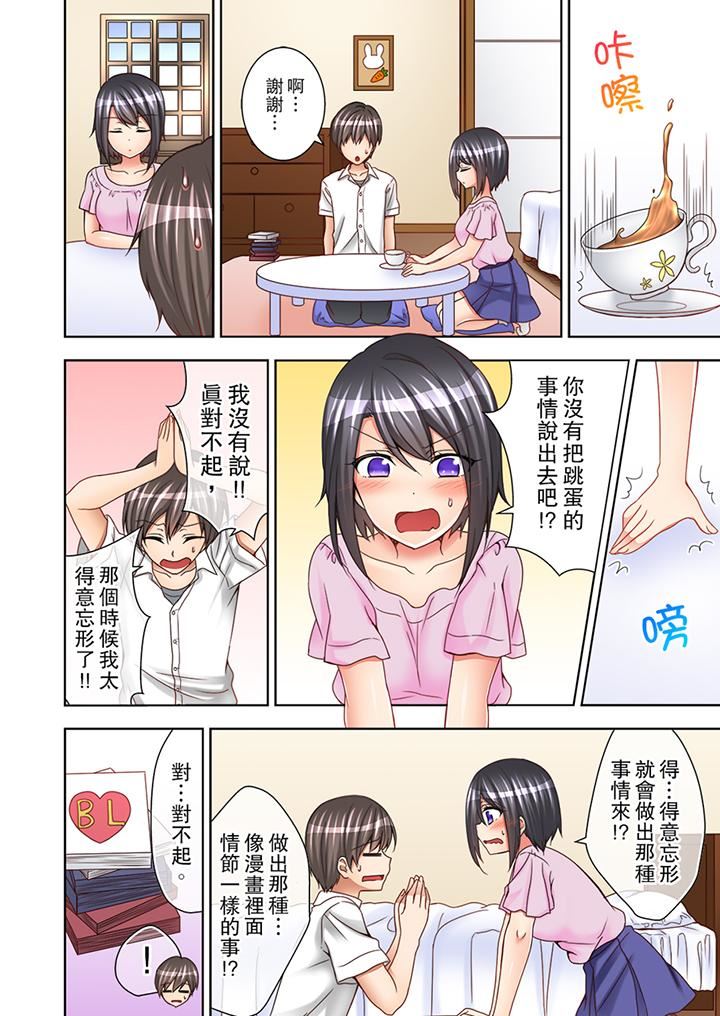 咔
嚓
啊⋯
謝謝⋯
嗙
你沒有把跳蛋的
事情說出去吧!?
我沒有說!!
真對不起，
那個時候我太
得意忘形了!!
得⋯得意忘形
就會做出那種
事情來!?
做出那種⋯
像漫畫裡面
情節一樣的事!?
對⋯對不起。
BL
!